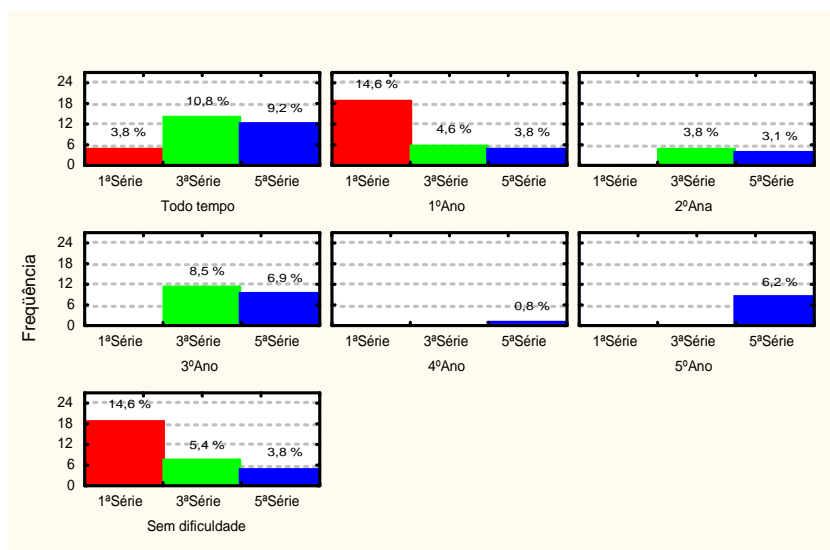 24
18
12
6
0
3,8 %
10,8 %
9,2 %
1ªSérie 3ªSérie 5ªSérie
Todo tempo
14,6 %
4,6 %
3,8 %
1ªSérie 3ªSérie 5ªSérie
1ºAno
3,8 %
3,1 %
1ªSérie 3ªSérie 5ªSérie
2ºAna
Freqüência
24
18
12
6
0
8,5 %
6,9 %
1ªSérie 3ªSérie 5ªSérie
3ºAno
0,8 %
1ªSérie 3ªSérie 5ªSérie
4ºAno
6,2 %
1ªSérie 3ªSérie 5ªSérie
5ºAno
24
18
12
6
0
14,6 %
5,4 %
3,8 %
1ªSérie 3ªSérie 5ªSérie
Sem dificuldade